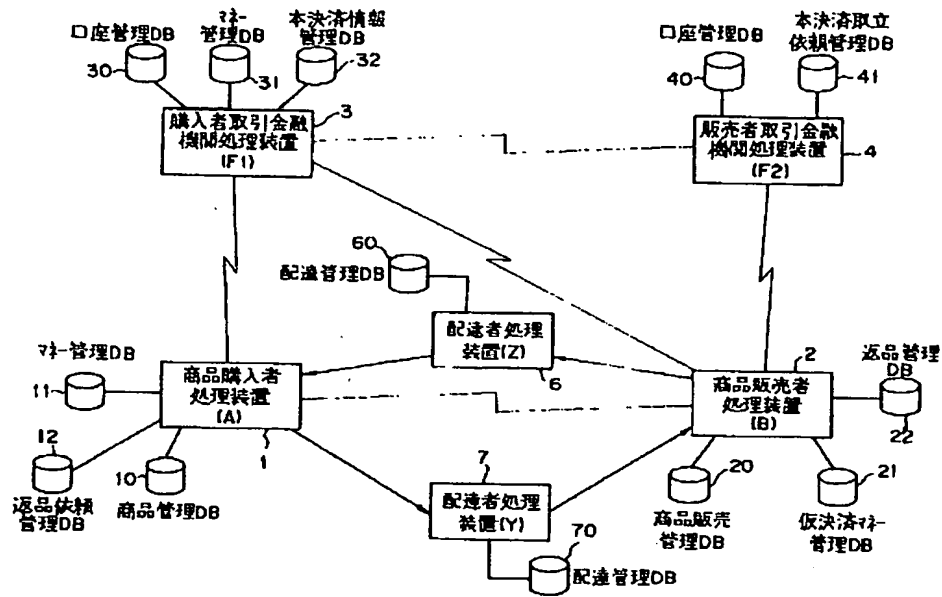 口座管理DB
30
マネー
管理DB
31
本決済情報
管理DB
32
購入者取引金融
機関処理装置
(F1)
3
口座管理DB
40
本決済取立
依頼管理DB
41
販売者取引金融
機関処理装置
(F2)
4
60
配達管理DB
配達者処理
装置(Z)
6
マネー管理DB
11
商品購入者
処理装置
(A)
1
12
返品依頼
管理DB
10
商品管理DB
2
商品販売者
処理装置
(B)
返品管理
DB
22
20
商品販売
管理DB
21
仮決済マネー
管理DB
7
配達者処理
装置(Y)
70
配達管理DB